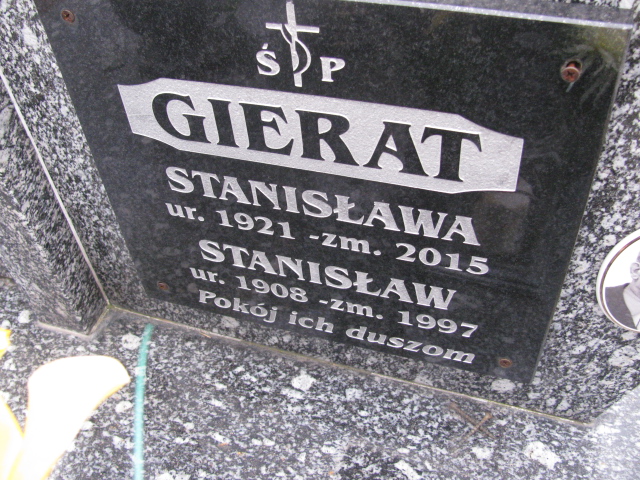 Ś P
GIERAT
STANISŁAWA
ur. 1921 -zm. 2015
STANISŁAW
ur. 1908 -zm. 1997
Pokój ich duszom